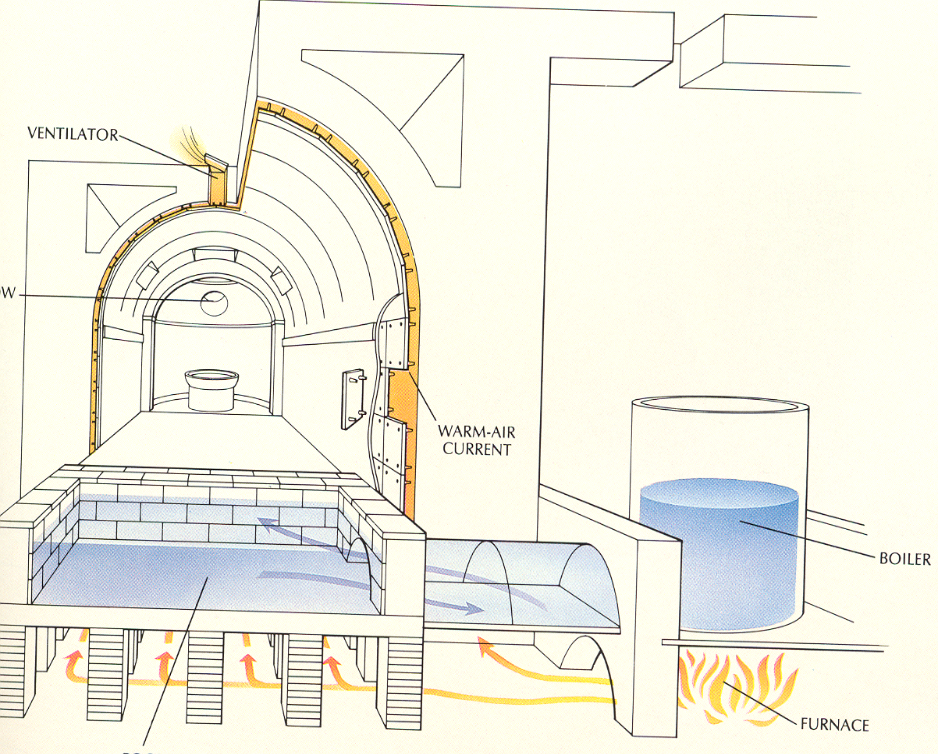 VENTILATOR
WARM-AIR
CURRENT
BOILER
FURNACE